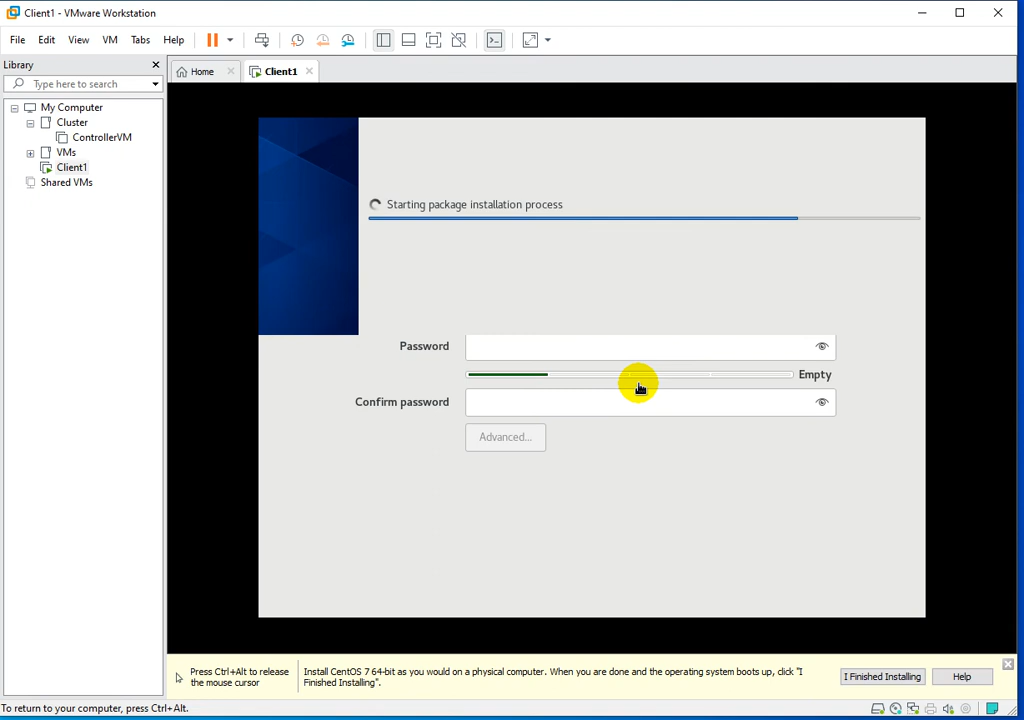 Client1 - VMware Workstation
File Edit View VM Tabs Help
Library
Type here to search
Home
Client1
My Computer
Cluster
ControllerVM
VMs
Client1
Shared VMs
Starting package installation process
Password
Empty
Confirm password
Advanced...
Press Ctrl+Alt to release
the mouse cursor
Install CentOS 7 64-bit as you would on a physical computer. When you are done and the operating system boots up, click "I
Finished Installing".
I Finished Installing
Help
To return to your computer, press Ctrl+Alt.